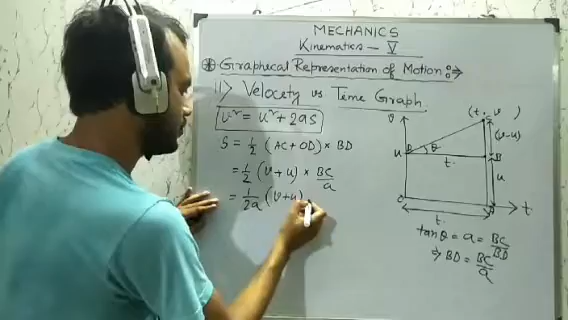 MECHANICS
Kinematics — V
⊛ Graphical Representation of Motion :⇒
ii) > Velocity vs Time Graph.
v² = u² + 2as
S = 1/2 (AC + OD) × BD
= 1/2 (v + u) × BC/a
= 1/2a (v+u)
v
(t, v )
(v-u)
u
θ
t.
B
u
O
t
t.
tan θ = a = BC/BD
⇒ BD = BC/a